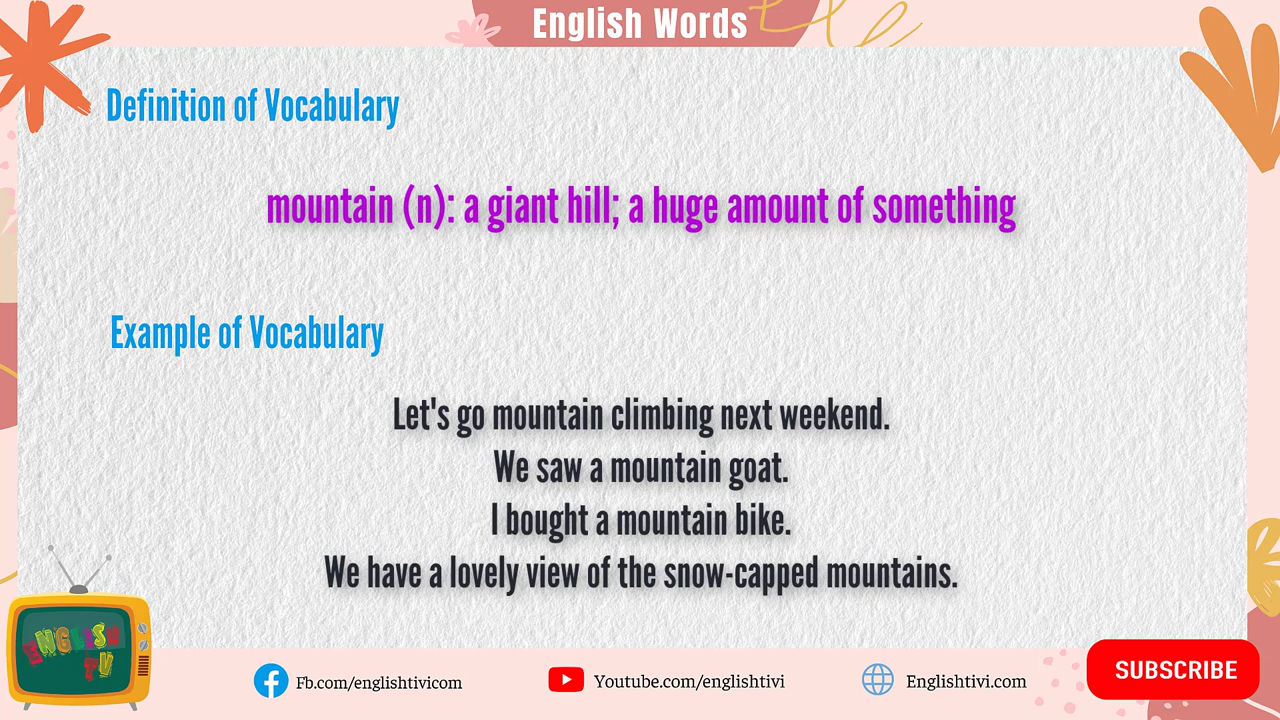 English Words
Definition of Vocabulary
mountain (n): a giant hill; a huge amount of something
Example of Vocabulary
Let's go mountain climbing next weekend.
We saw a mountain goat.
I bought a mountain bike.
We have a lovely view of the snow-capped mountains.
ENGLISH
TV
Fb.com/englishtivicom
Youtube.com/englishtivi
Englishtivi.com
SUBSCRIBE